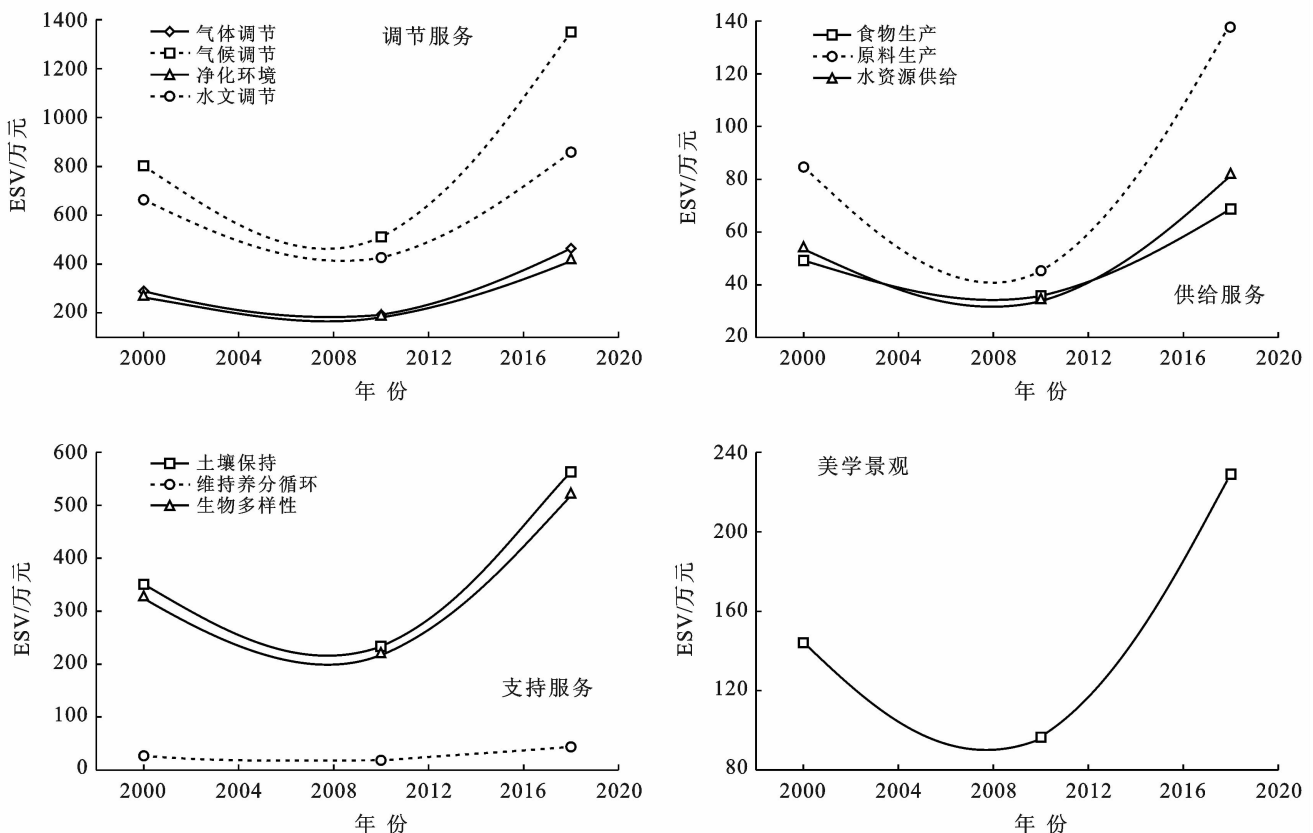 1400
1200
1000
800
600
400
200
ESV/万元
气体调节
气候调节
净化环境
水文调节
调节服务
2000 2004 2008 2012 2016 2020
年 份
140
120
100
80
60
40
20
ESV/万元
食物生产
原料生产
水资源供给
供给服务
2000 2004 2008 2012 2016 2020
年 份
600
500
400
300
200
100
0
ESV/万元
土壤保持
维持养分循环
生物多样性
支持服务
2000 2004 2008 2012 2016 2020
年 份
240
200
160
120
80
ESV/万元
美学景观
2000 2004 2008 2012 2016 2020
年 份